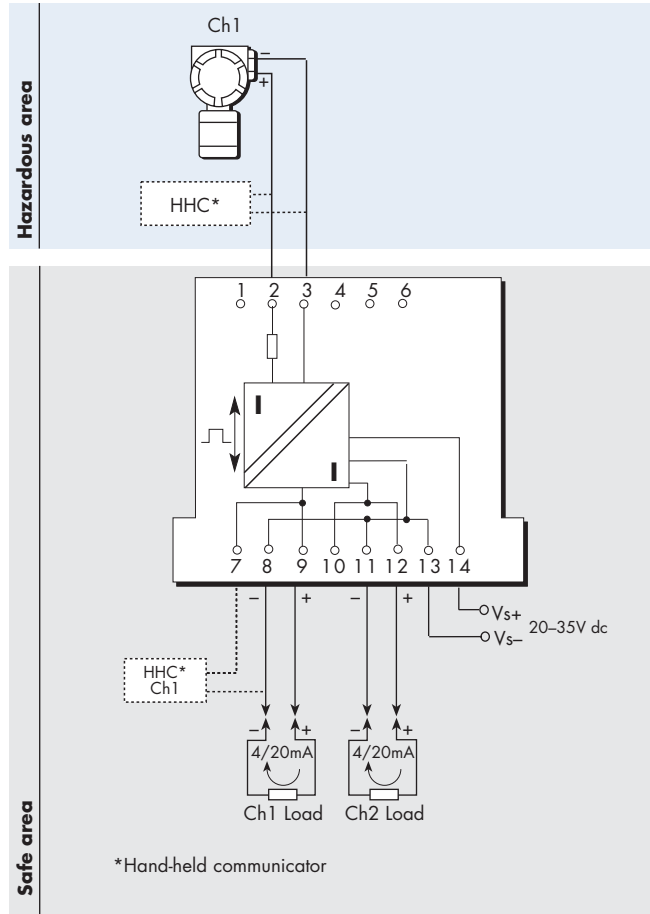 Hazardous area
Ch1
–
+
HHC*
1 2 3 4 5 6
I
I
7 8 9 10 11 12 13 14
– + – +
Vs+
20–35V dc
Vs–
HHC*
Ch1
– + – +
4/20mA 4/20mA
Ch1 Load Ch2 Load
*Hand-held communicator
Safe area